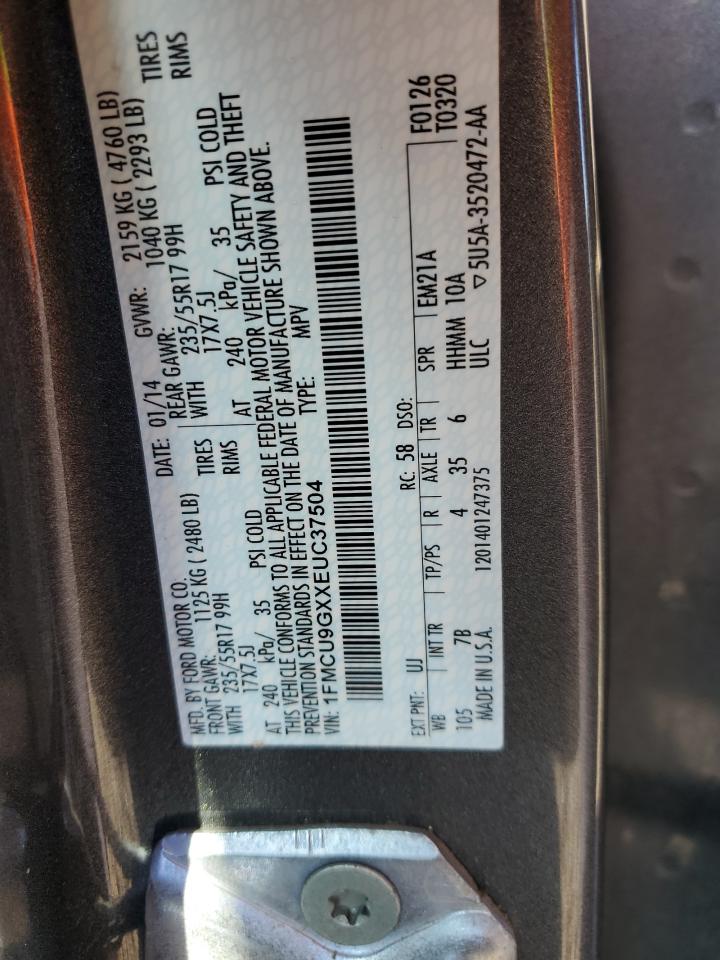 MFD. BY FORD MOTOR CO.
DATE: 01/14 GVWR: 2159 KG ( 4760 LB)
FRONT GAWR: 1125 KG ( 2480 LB) REAR GAWR: 1040 KG ( 2293 LB)
WITH 235/55R17 99H TIRES WITH 235/55R17 99H TIRES
17X7.5J RIMS 17X7.5J RIMS
AT 240 kPa/ 35 PSI COLD AT 240 kPa/ 35 PSI COLD
THIS VEHICLE CONFORMS TO ALL APPLICABLE FEDERAL MOTOR VEHICLE SAFETY AND THEFT
PREVENTION STANDARDS IN EFFECT ON THE DATE OF MANUFACTURE SHOWN ABOVE.
VIN: 1FMCU9GXXEUC37504 TYPE: MPV
EXT PNT: UJ RC: 58 DSO: F0126
WB INT TR TP/PS R AXLE TR SPR EM21A T0320
105 7B 4 35 6 HHMM 10A
MADE IN U.S.A. 1201401247375 ULC ▽5U5A-3520472-AA